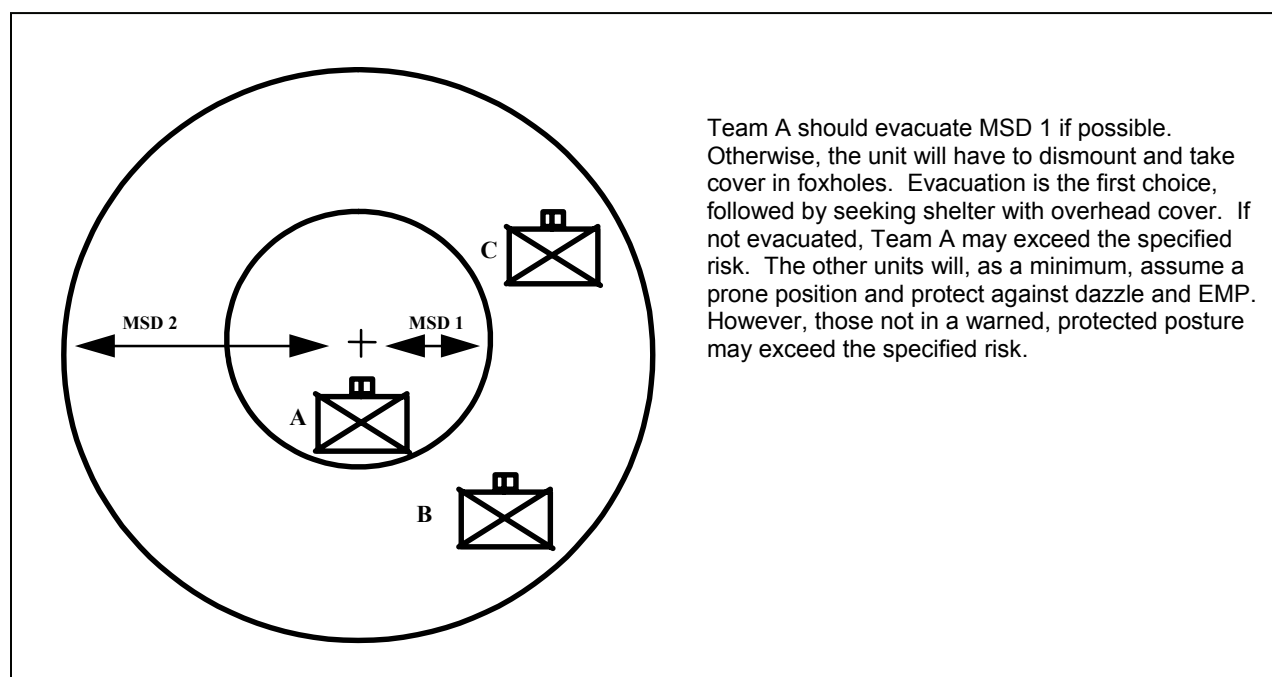 Team A should evacuate MSD 1 if possible.
Otherwise, the unit will have to dismount and take
cover in foxholes.  Evacuation is the first choice,
followed by seeking shelter with overhead cover.  If
not evacuated, Team A may exceed the specified
risk.  The other units will, as a minimum, assume a
prone position and protect against dazzle and EMP.
However, those not in a warned, protected posture
may exceed the specified risk.
C
MSD 2
MSD 1
A
B